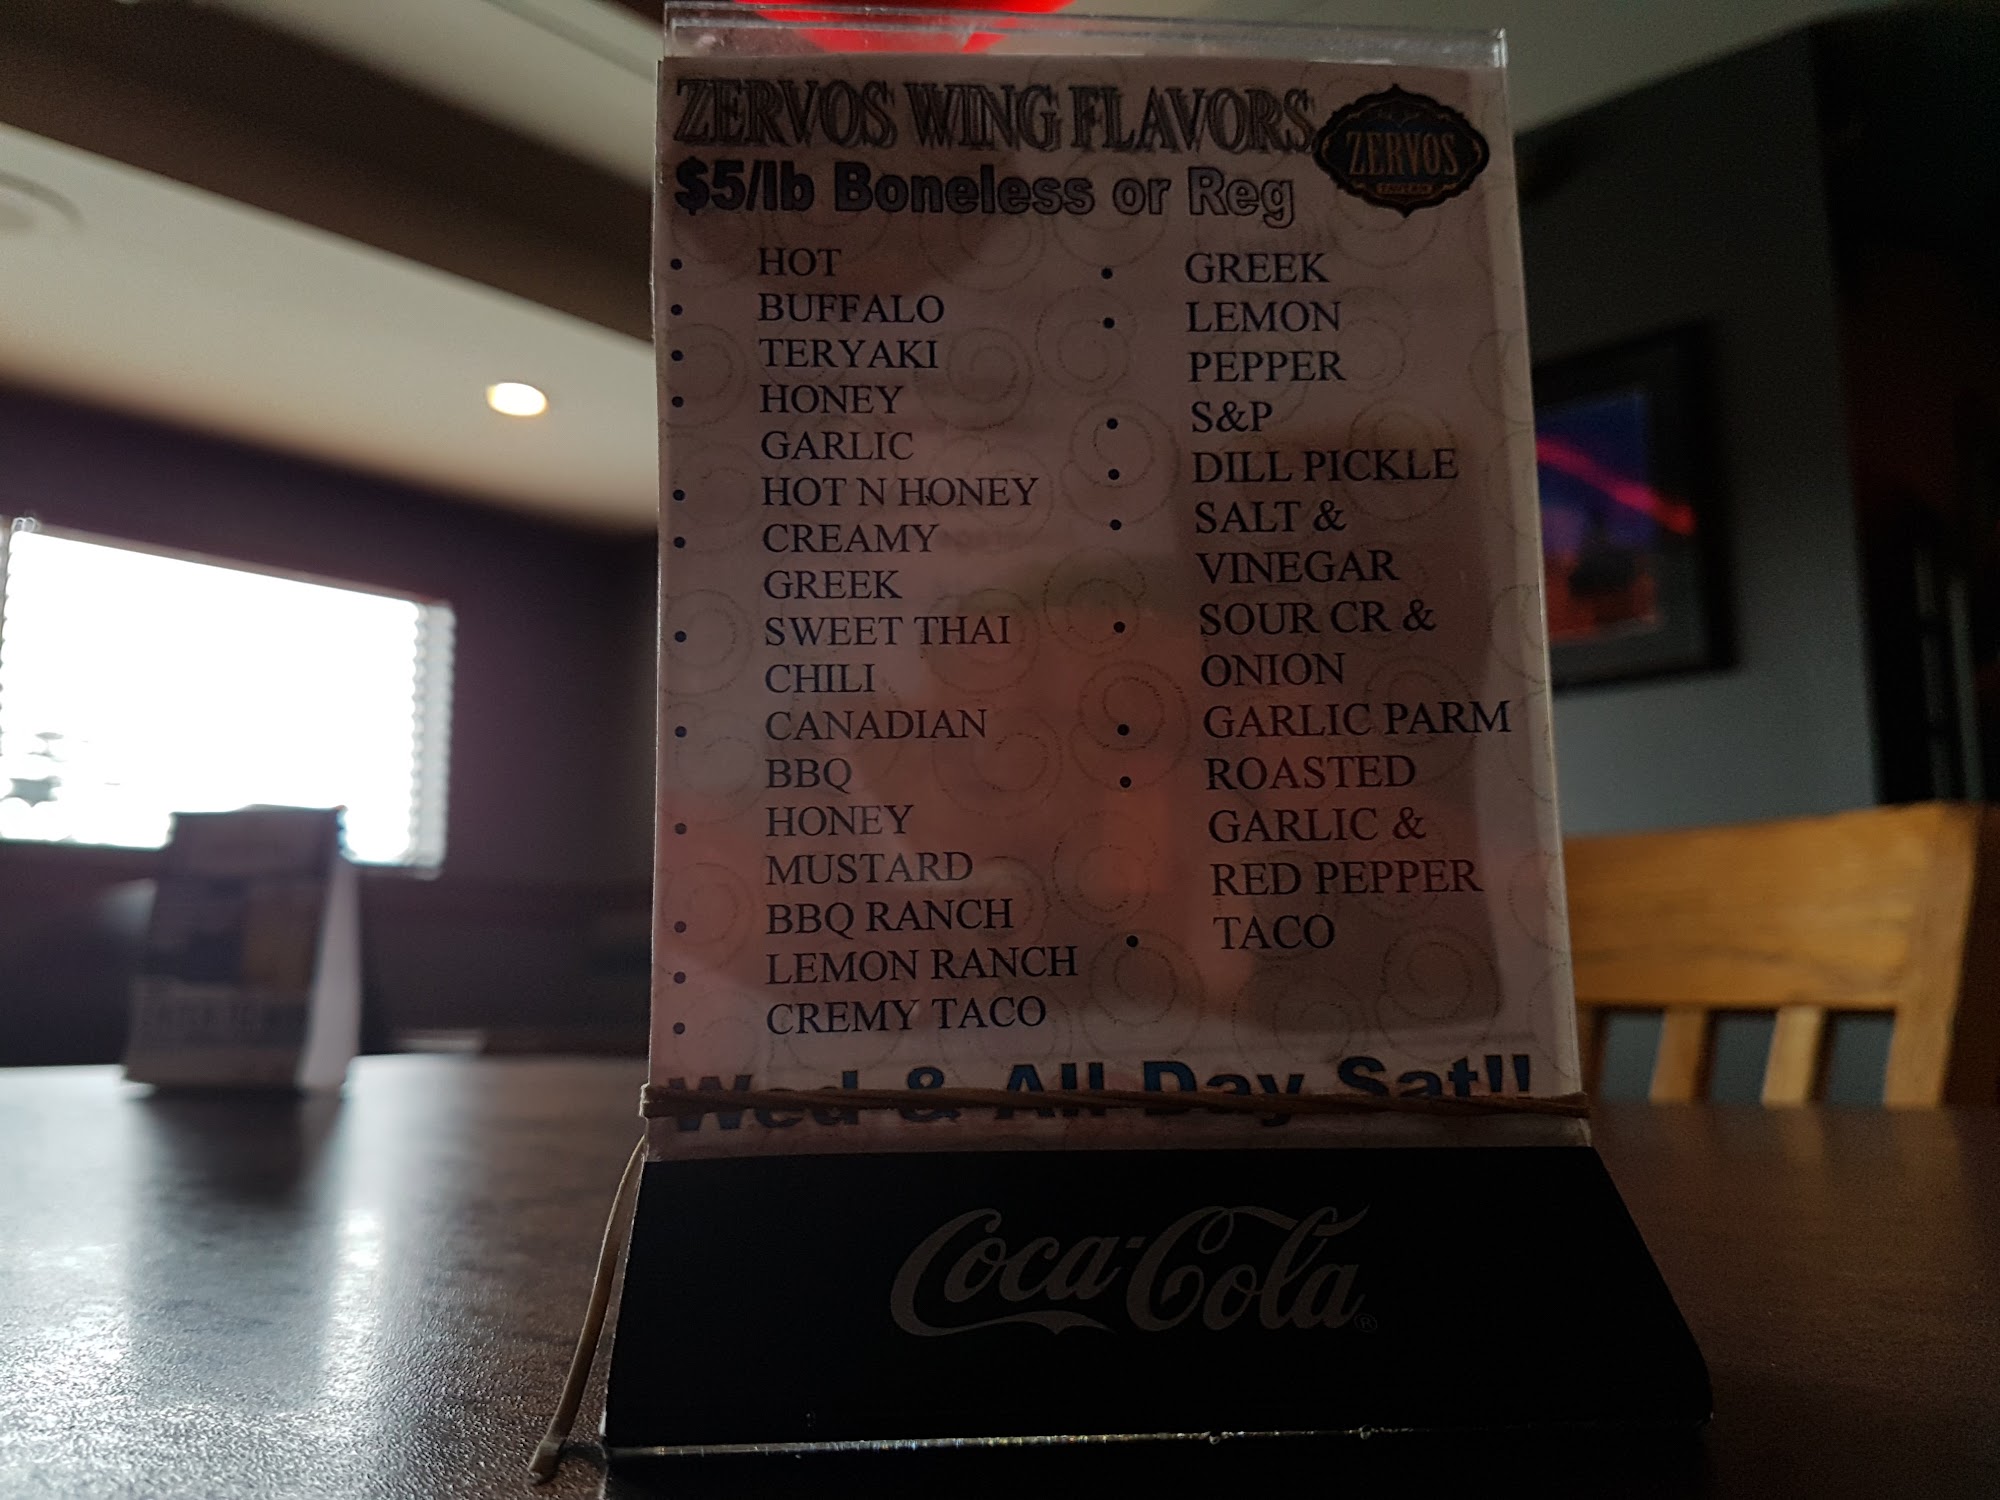 ZERVOS WING FLAVORS
ZERVOS
TAVERN
$5/lb Boneless or Reg
• HOT
• BUFFALO
• TERYAKI
• HONEY
GARLIC
• HOT N HONEY
• CREAMY
GREEK
• SWEET THAI
CHILI
• CANADIAN
BBQ
• HONEY
MUSTARD
• BBQ RANCH
• LEMON RANCH
• CREMY TACO
• GREEK
• LEMON
PEPPER
• S&P
• DILL PICKLE
• SALT &
VINEGAR
• SOUR CR &
ONION
• GARLIC PARM
• ROASTED
GARLIC &
RED PEPPER
• TACO
Wed & All Day Sat!!
Coca-Cola®